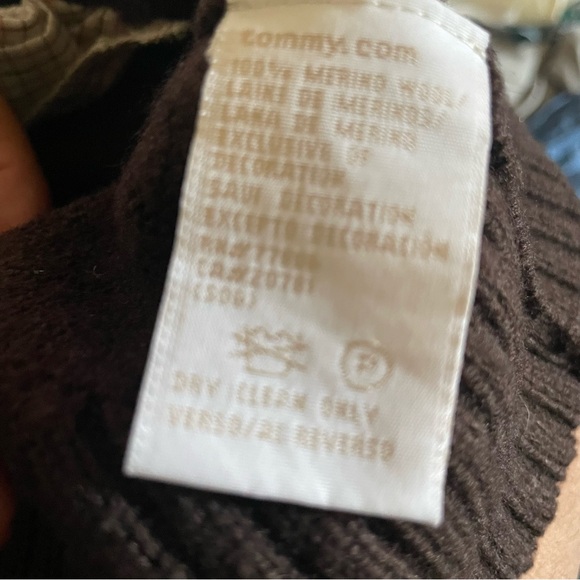 tommy.com
100% MERINO WOOL/
LAINE DE MERINOS/
LANA DE MERINO
EXCLUSIVE OF
DECORATION
SAUF DECORATION
EXCEPTO DECORACION
CA#20761
DRY CLEAN ONLY
VERSO/AL REVERSO